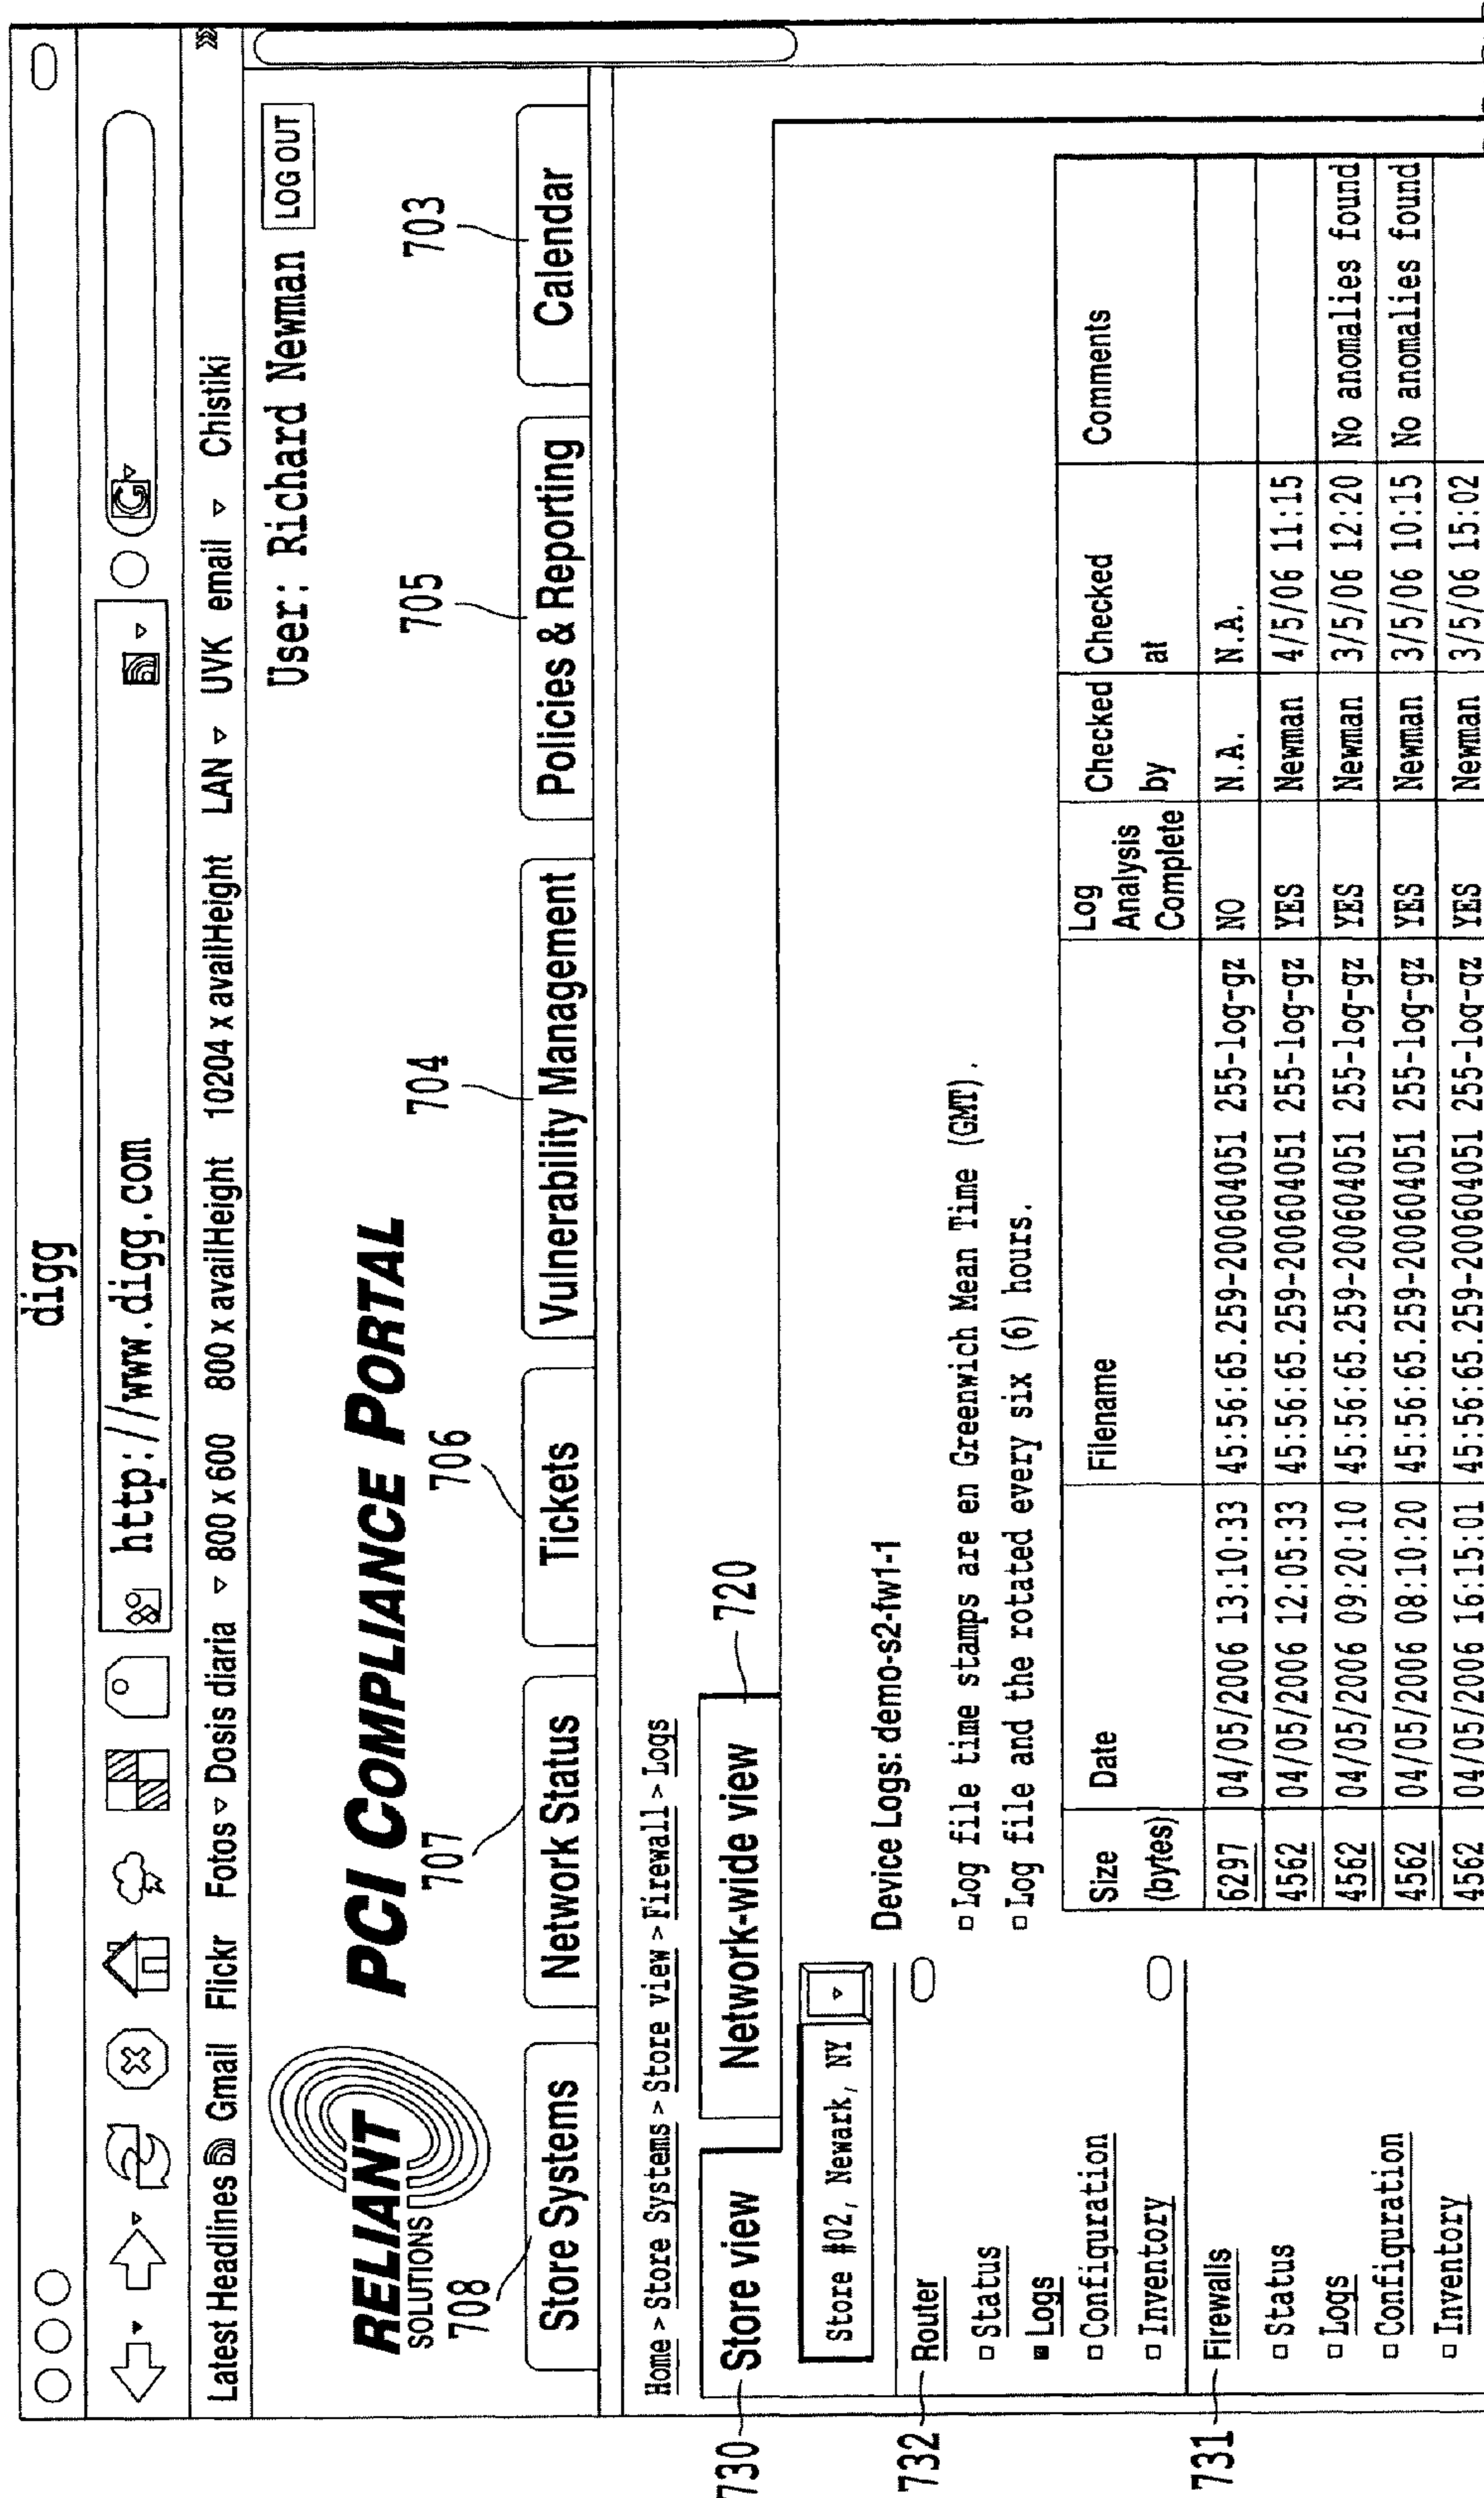 digg
http://www.digg.com
G
Latest Headlines Gmail Flickr Fotos Dosis diaria 800 x 600 800 x availHeight 10204 x availHeight LAN UVK email Chistiki »
User: Richard Newman LOG OUT
RELIANT
SOLUTIONS
PCI COMPLIANCE PORTAL
708 707 706 704 705 703
Store Systems Network Status Tickets Vulnerability Management Policies & Reporting Calendar
Home > Store Systems > Store view > Firewall > Logs
730 Store view Network-wide view 720
Store #02, Newark, NY
732 Router
Status
Logs
Configuration
Inventory
731 Firewalls
Status
Logs
Configuration
Inventory
Device Logs: demo-s2-fw1-1
Log file time stamps are en Greenwich Mean Time (GMT).
Log file and the rotated every six (6) hours.
Size (bytes) Date Filename Log Analysis Complete Checked by Checked at Comments
6297 04/05/2006 13:10:33 45:56:65.259-200604051 255-log-gz NO N.A. N.A.
4562 04/05/2006 12:05:33 45:56:65.259-200604051 255-log-gz YES Newman 4/5/06 11:15
4562 04/05/2006 09:20:10 45:56:65.259-200604051 255-log-gz YES Newman 3/5/06 12:20 No anomalies found
4562 04/05/2006 08:10:20 45:56:65.259-200604051 255-log-gz YES Newman 3/5/06 10:15 No anomalies found
4562 04/05/2006 16:15:01 45:56:65.259-200604051 255-log-gz YES Newman 3/5/06 15:02